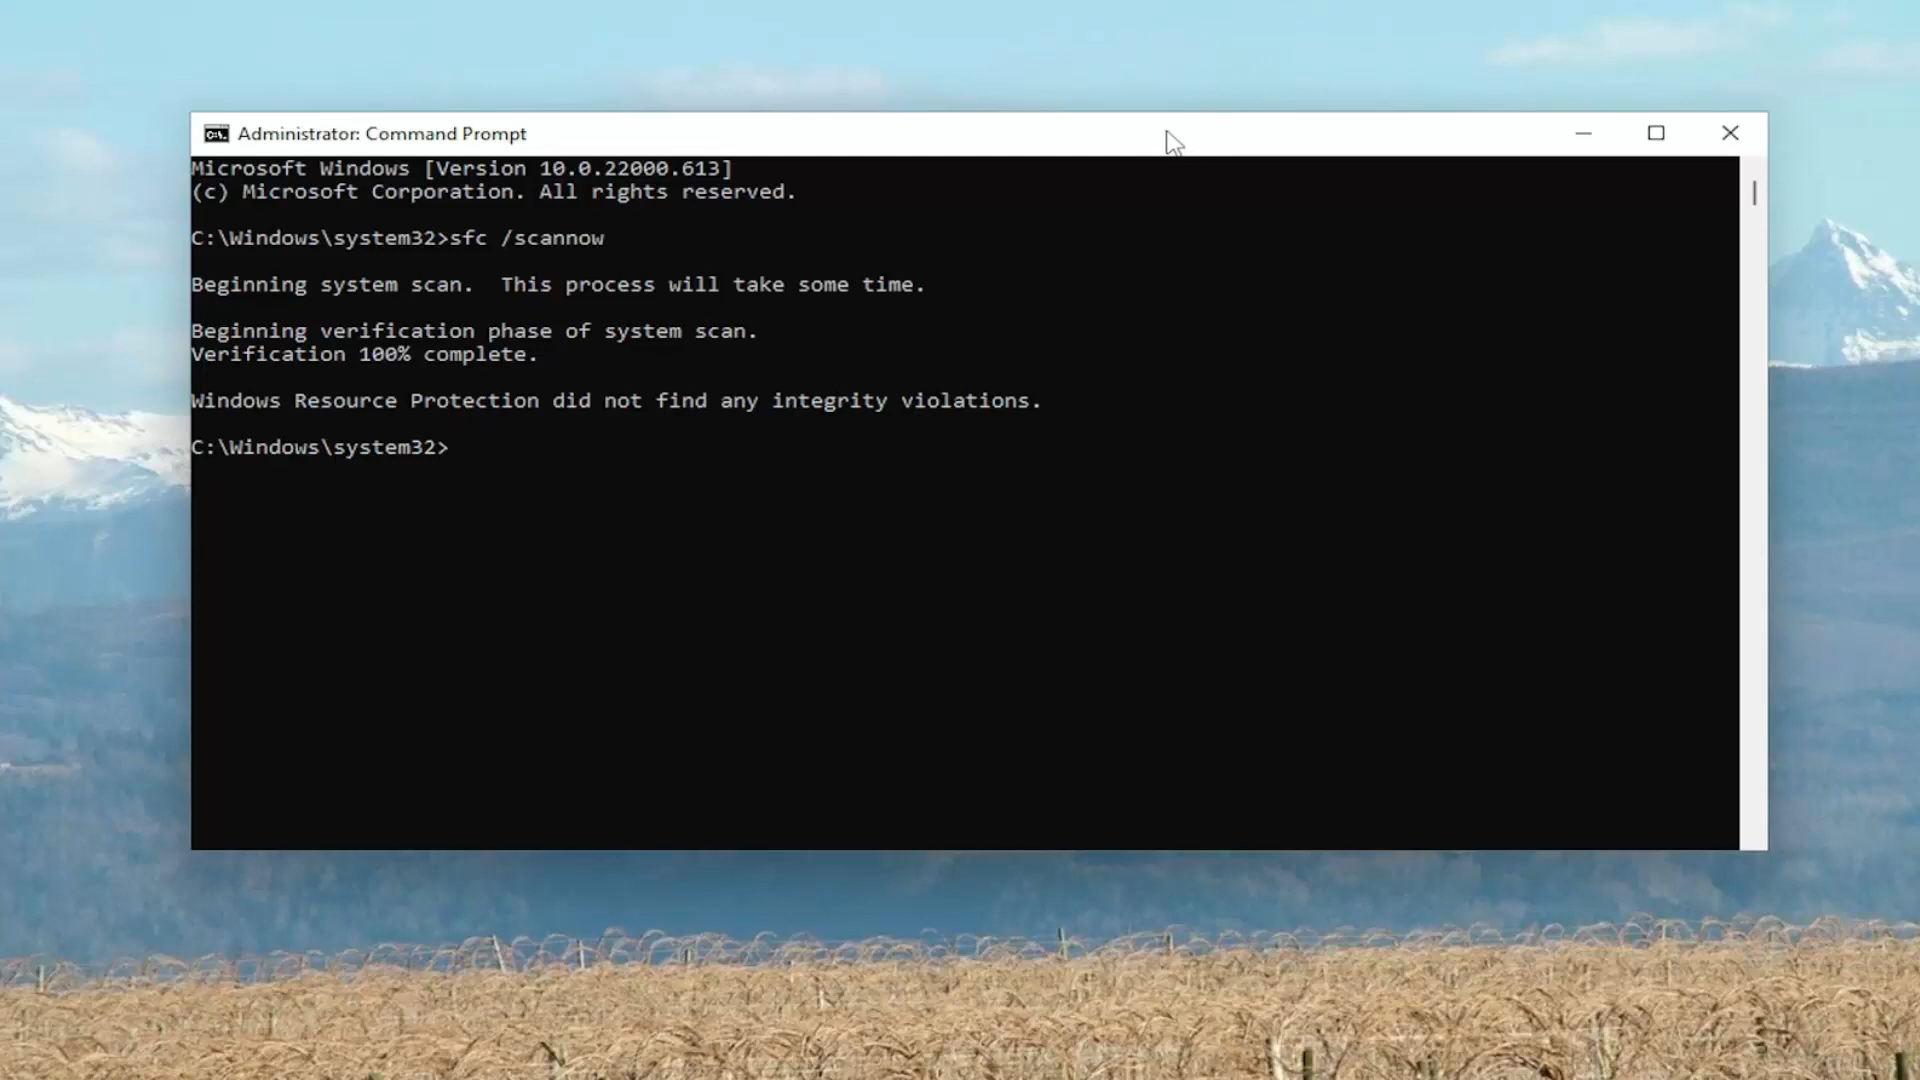 Administrator: Command Prompt
Microsoft Windows [Version 10.0.22000.613]
(c) Microsoft Corporation. All rights reserved.
C:\Windows\system32>sfc /scannow
Beginning system scan.  This process will take some time.
Beginning verification phase of system scan.
Verification 100% complete.
Windows Resource Protection did not find any integrity violations.
C:\Windows\system32>